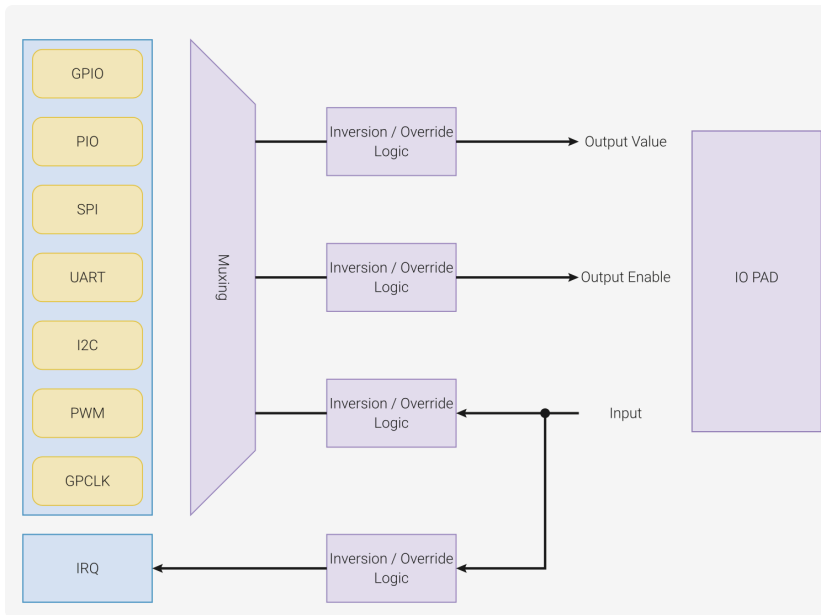 GPIO
PIO
SPI
UART
I2C
PWM
GPCLK
IRQ
Muxing
Inversion / Override
Logic
Output Value
Inversion / Override
Logic
Output Enable
Inversion / Override
Logic
Input
Inversion / Override
Logic
IO PAD